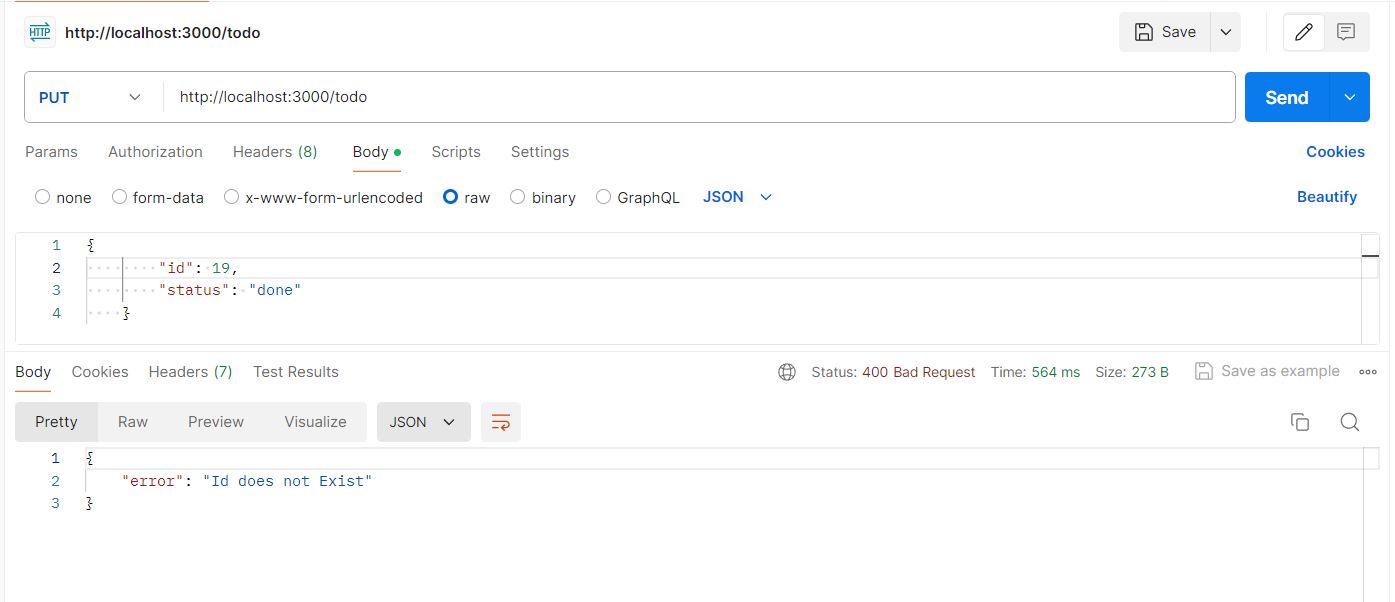 HTTP http://localhost:3000/todo Save
PUT http://localhost:3000/todo Send
Params Authorization Headers (8) Body Scripts Settings Cookies
none form-data x-www-form-urlencoded raw binary GraphQL JSON Beautify
1 {
2 "id": 19,
3 "status": "done"
4 }
Body Cookies Headers (7) Test Results Status: 400 Bad Request Time: 564 ms Size: 273 B Save as example
Pretty Raw Preview Visualize JSON
1 {
2 "error": "Id does not Exist"
3 }